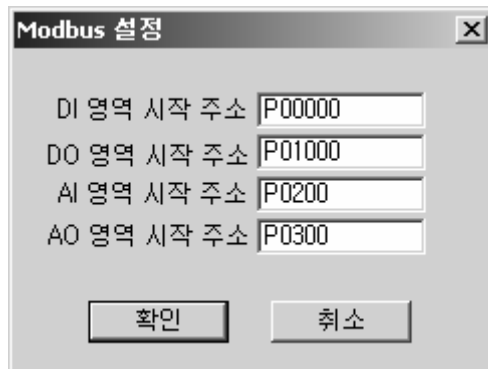 Modbus 설정
DI 영역 시작 주소 P00000
DO 영역 시작 주소 P01000
AI 영역 시작 주소 P0200
AO 영역 시작 주소 P0300
확인 취소